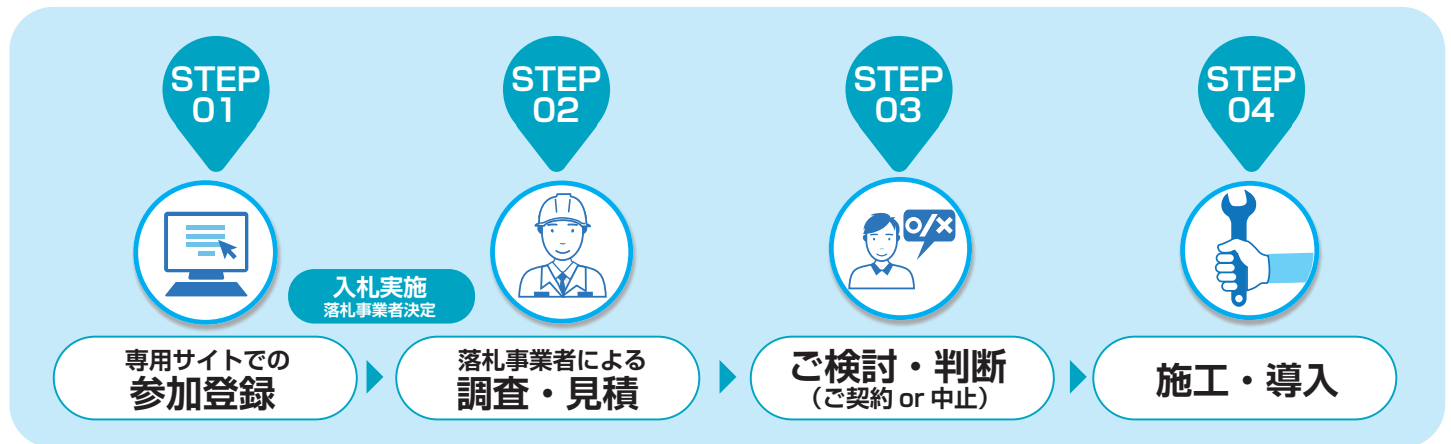 STEP
01
STEP
02
STEP
03
STEP
04
o/×
入札実施
落札事業者決定
専用サイトでの
参加登録
落札事業者による
調査・見積
ご検討・判断
（ご契約 or 中止）
施工・導入